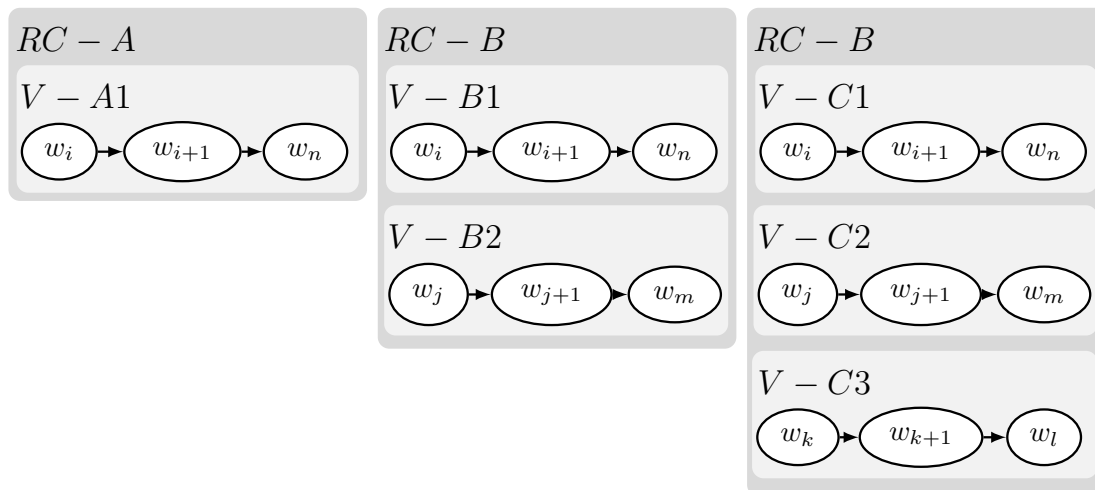 RC − A
V − A1
w_i w_{i+1} w_n
RC − B
V − B1
w_i w_{i+1} w_n
V − B2
w_j w_{j+1} w_m
RC − B
V − C1
w_i w_{i+1} w_n
V − C2
w_j w_{j+1} w_m
V − C3
w_k w_{k+1} w_l